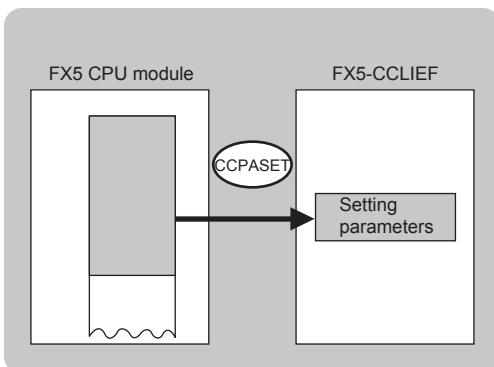 FX5 CPU module
FX5-CCLIEF
CCPASET
Setting
parameters